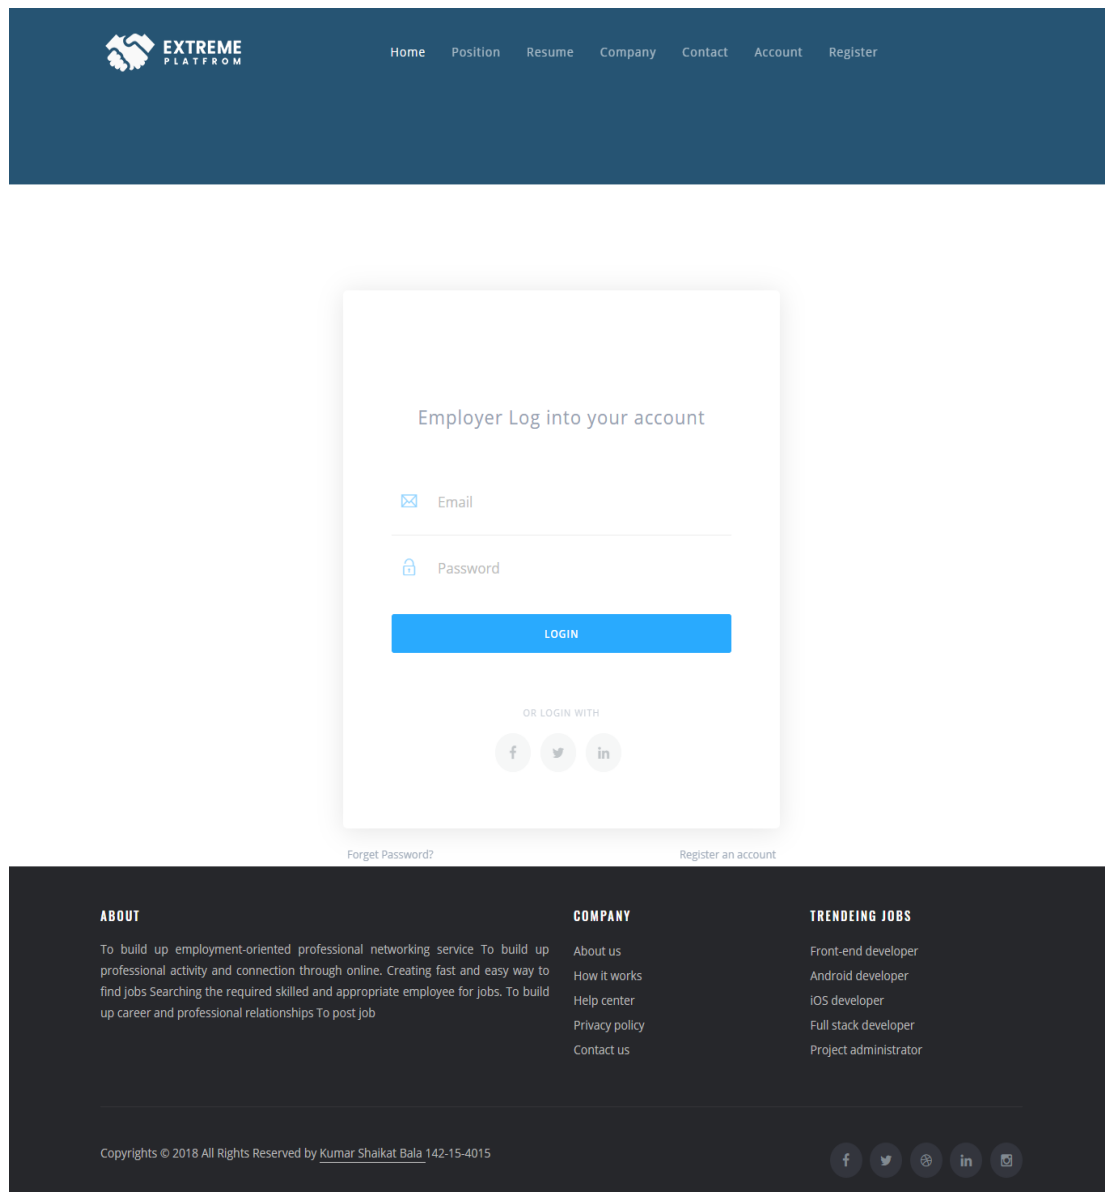 EXTREME
PLATFROM
Home Position Resume Company Contact Account Register
Employer Log into your account
Email
Password
LOGIN
OR LOGIN WITH
Forget Password? Register an account
ABOUT
To build up employment-oriented professional networking service To build up
professional activity and connection through online. Creating fast and easy way to
find jobs Searching the required skilled and appropriate employee for jobs. To build
up career and professional relationships To post job
COMPANY
About us
How it works
Help center
Privacy policy
Contact us
TRENDEING JOBS
Front-end developer
Android developer
iOS developer
Full stack developer
Project administrator
Copyrights © 2018 All Rights Reserved by Kumar Shaikat Bala 142-15-4015